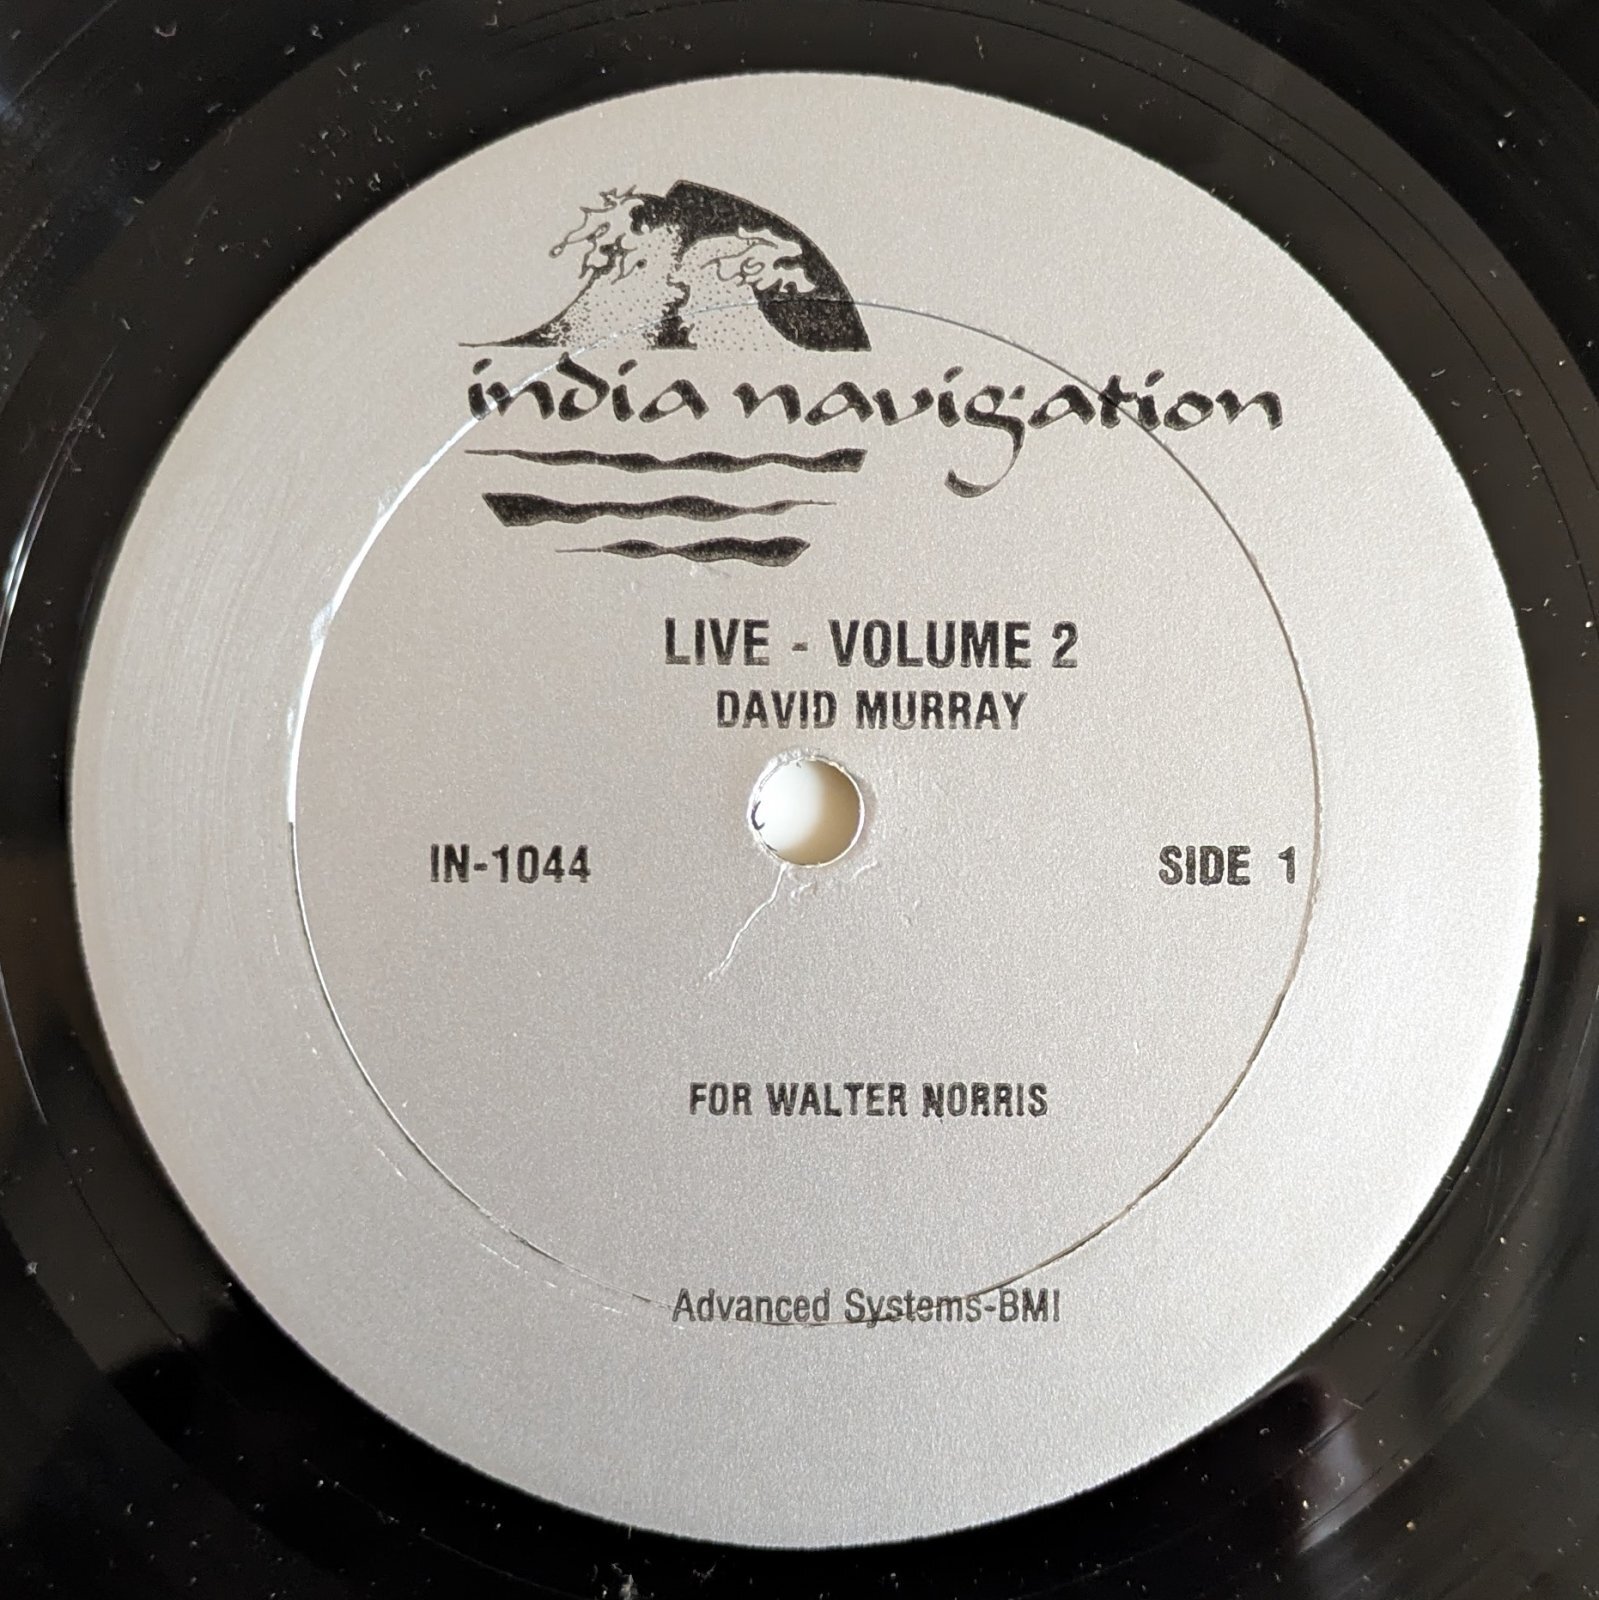 india navigation
LIVE - VOLUME 2
DAVID MURRAY
IN-1044
SIDE 1
FOR WALTER NORRIS
Advanced Systems-BMI